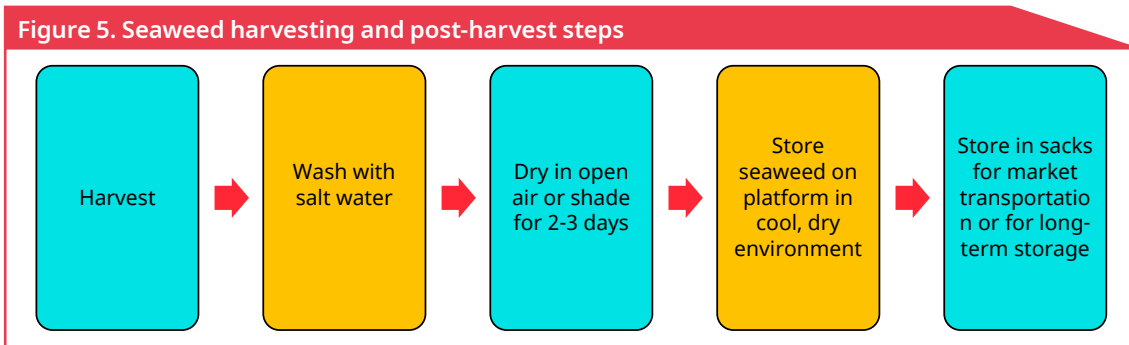 Figure 5. Seaweed harvesting and post-harvest steps
Harvest
Wash with
salt water
Dry in open
air or shade
for 2-3 days
Store
seaweed on
platform in
cool, dry
environment
Store in sacks
for market
transportatio
n or for long-
term storage